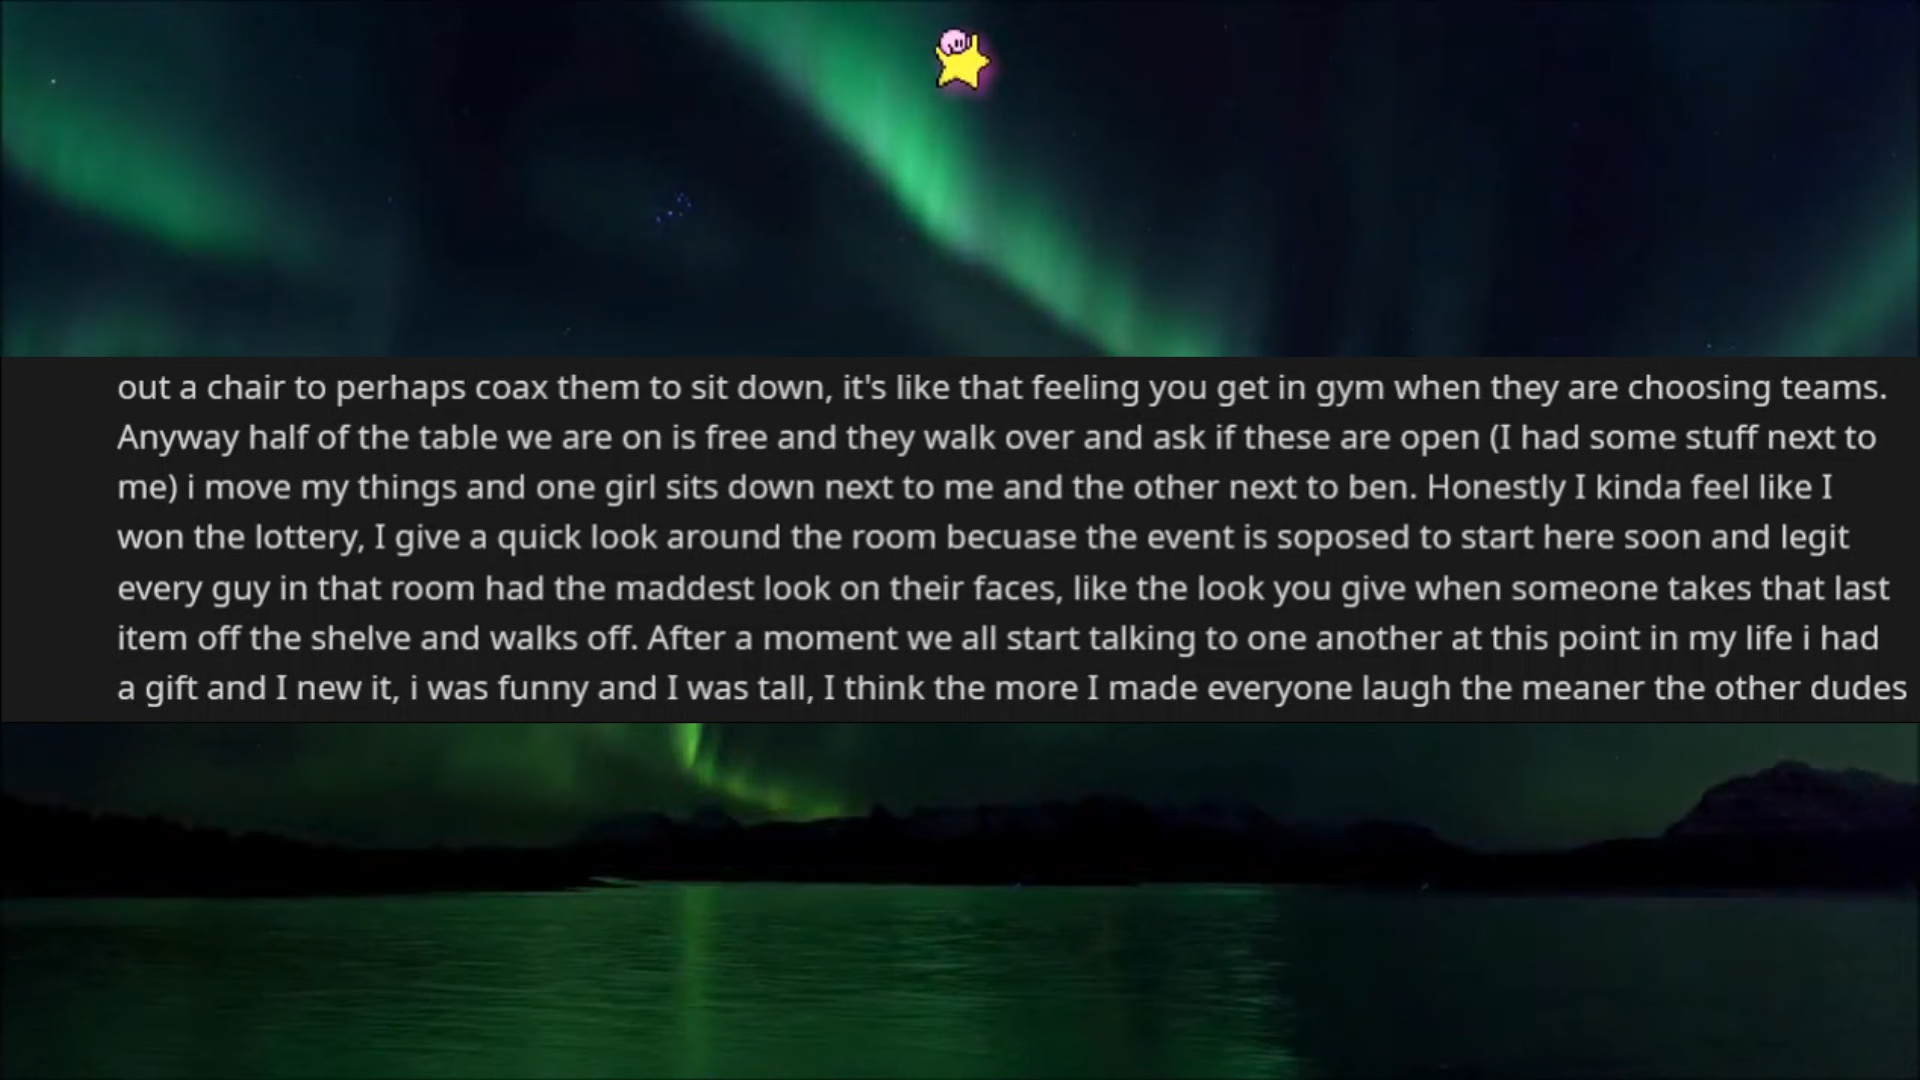 out a chair to perhaps coax them to sit down, it's like that feeling you get in gym when they are choosing teams.
Anyway half of the table we are on is free and they walk over and ask if these are open (I had some stuff next to
me) i move my things and one girl sits down next to me and the other next to ben. Honestly I kinda feel like I
won the lottery, I give a quick look around the room becuase the event is soposed to start here soon and legit
every guy in that room had the maddest look on their faces, like the look you give when someone takes that last
item off the shelve and walks off. After a moment we all start talking to one another at this point in my life i had
a gift and I new it, i was funny and I was tall, I think the more I made everyone laugh the meaner the other dudes